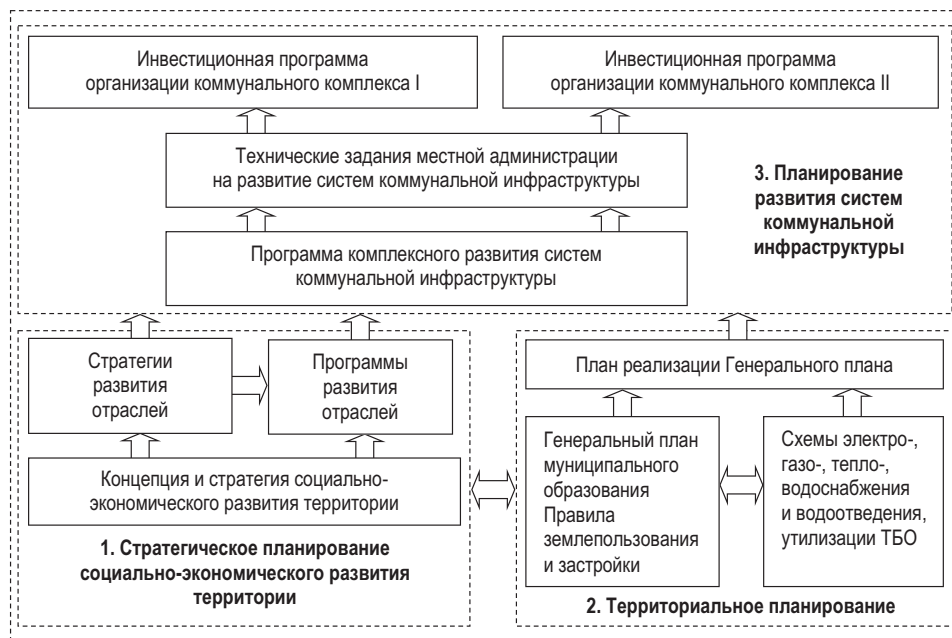 Инвестиционная программа
организации коммунального комплекса I
Инвестиционная программа
организации коммунального комплекса II
Технические задания местной администрации
на развитие систем коммунальной инфраструктуры
3. Планирование
развития систем
коммунальной
инфраструктуры
Программа комплексного развития систем
коммунальной инфраструктуры
Стратегии
развития
отраслей
Программы
развития
отраслей
Концепция и стратегия социально-
экономического развития территории
1. Стратегическое планирование
социально-экономического развития
территории
План реализации Генерального плана
Генеральный план
муниципального
образования
Правила
землепользования
и застройки
Схемы электро-,
газо-, тепло-,
водоснабжения
и водоотведения,
утилизации ТБО
2. Территориальное планирование